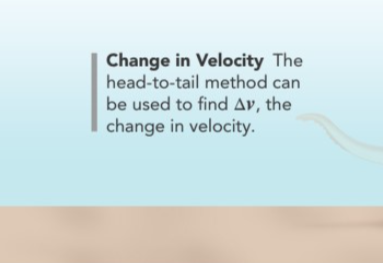 Change in Velocity The
head-to-tail method can
be used to find Δv, the
change in velocity.